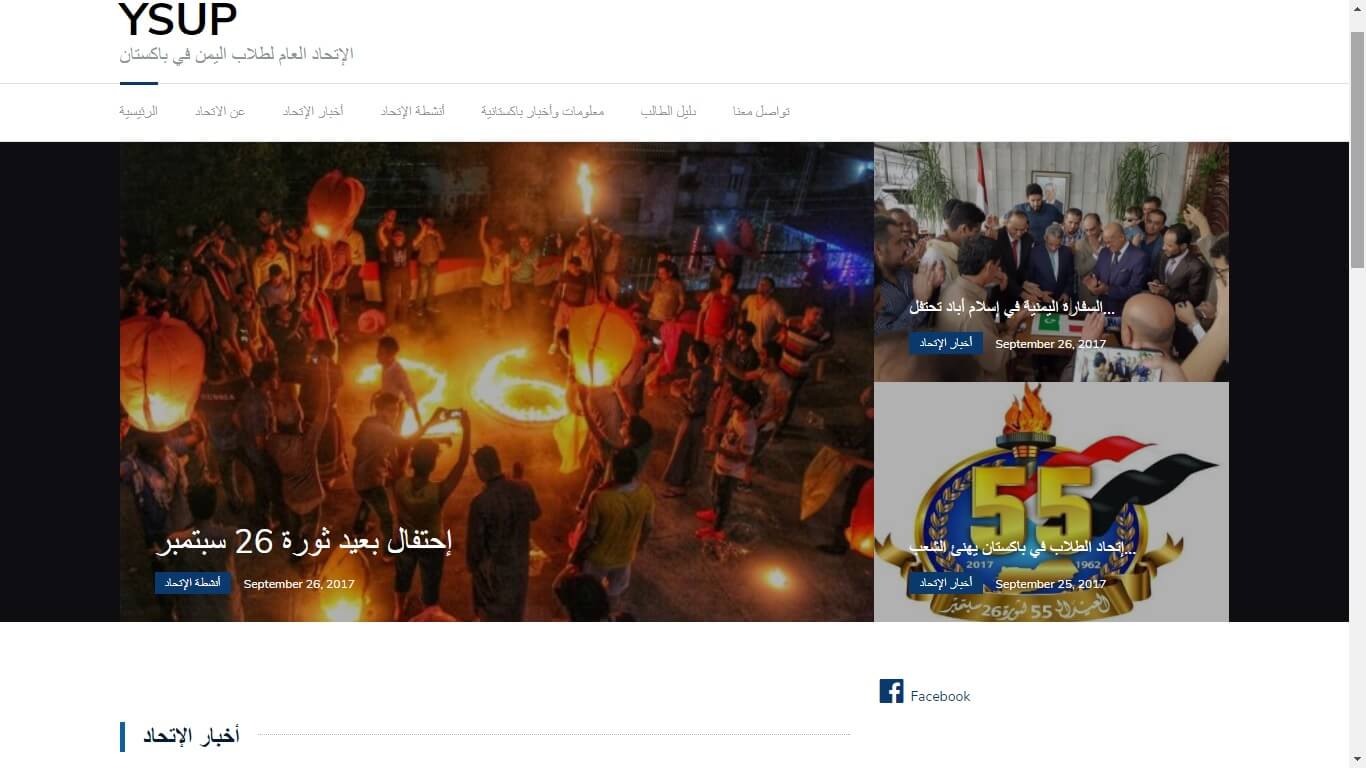 YSUP
الإتحاد العام لطلاب اليمن في باكستان
الرئيسية
عن الاتحاد
أخبار الإتحاد
أنشطة الإتحاد
معلومات وأخبار باكستانية
دليل الطالب
تواصل معنا
إحتفال بعيد ثورة 26 سبتمبر
أنشطة الإتحاد
September 26, 2017
السفارة اليمنية في إسلام أباد تحتفل...
أخبار الإتحاد
September 26, 2017
55
إتحاد الطلاب في باكستان يهنئ الشعب...
2017
1962
أخبار الإتحاد
September 25, 2017
العيد الـ 55 لثورة 26 سبتمبر
Facebook
أخبار الإتحاد